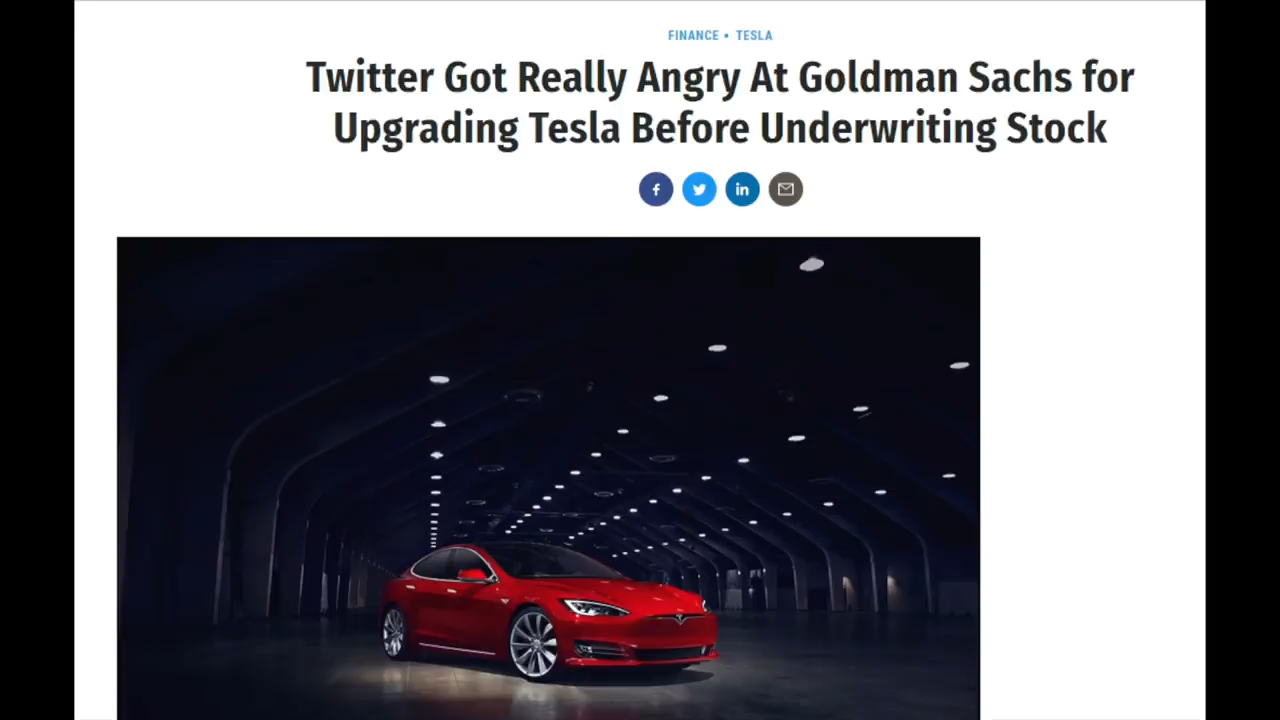 FINANCE • TESLA
Twitter Got Really Angry At Goldman Sachs for
Upgrading Tesla Before Underwriting Stock